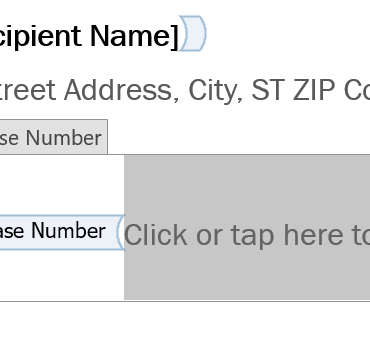 cipient Name]
treet Address, City, ST ZIP Co
se Number
ase Number
Click or tap here to